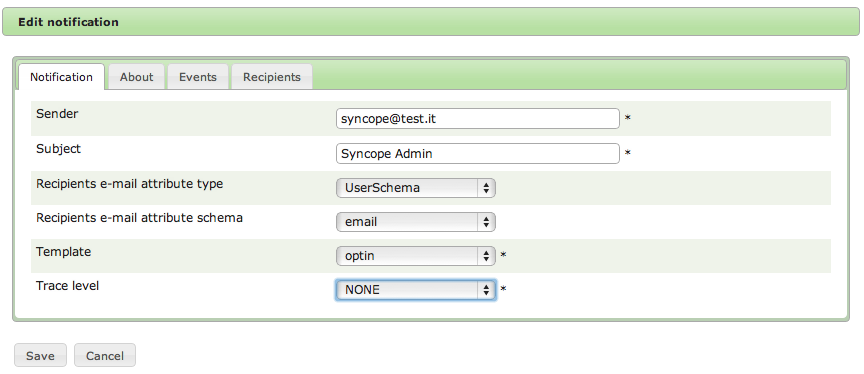 Edit notification
Notification About Events Recipients
Sender syncope@test.it *
Subject Syncope Admin *
Recipients e-mail attribute type UserSchema
Recipients e-mail attribute schema email
Template optin *
Trace level NONE *
Save Cancel